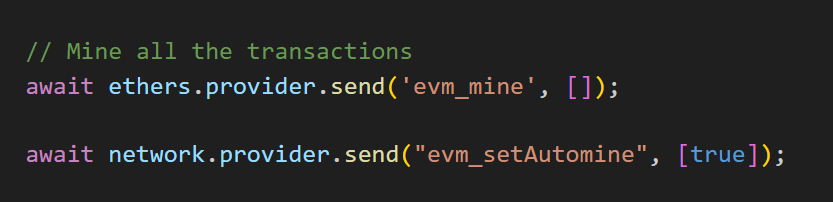 // Mine all the transactions
await ethers.provider.send('evm_mine', []);
await network.provider.send("evm_setAutomine", [true]);